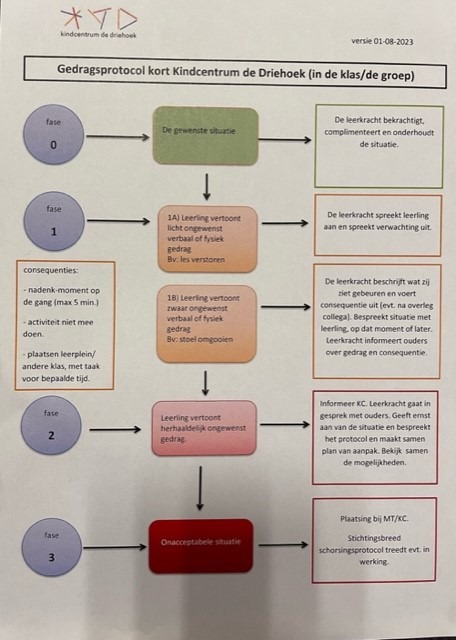 kindcentrum de driehoek
versie 01-08-2023
Gedragsprotocol kort Kindcentrum de Driehoek (in de klas/de groep)
fase
0
De gewenste situatie
De leerkracht bekrachtigt,
complimenteert en onderhoudt
de situatie.
fase
1
1A) Leerling vertoont
licht ongewenst
verbaal of fysiek
gedrag
Bv: les verstoren
De leerkracht spreekt leerling
aan en spreekt verwachting uit.
consequenties:
- nadenk-moment op
de gang (max 5 min.)
- activiteit niet mee
doen.
- plaatsen leerplein/
andere klas, met taak
voor bepaalde tijd.
1B) Leerling vertoont
zwaar ongewenst
verbaal of fysiek
gedrag
Bv: stoel omgooien
De leerkracht beschrijft wat zij
ziet gebeuren en voert
consequentie uit (evt. na overleg
collega). Bespreekt situatie met
leerling, op dat moment of later.
Leerkracht informeert ouders
over gedrag en consequentie.
fase
2
Leerling vertoont
herhaaldelijk ongewenst
gedrag.
Informeer KC. Leerkracht gaat in
gesprek met ouders. Geeft ernst
aan van de situatie en bespreekt
het protocol en maakt samen
plan van aanpak. Bekijk samen
de mogelijkheden.
fase
3
Onacceptabele situatie
Plaatsing bij MT/KC.
Stichtingsbreed
schorsingsprotocol treedt evt. in
werking.